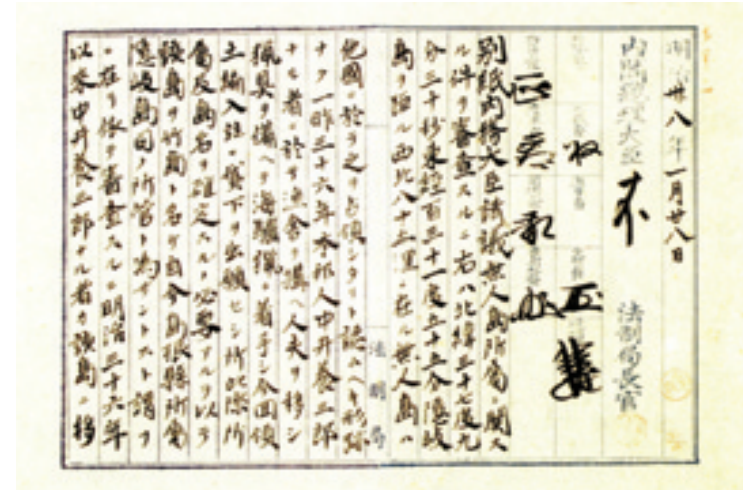 明治卅八年一月廿八日
内閣総理大臣
法制局長官
別紙内務大臣請議無人島所属ニ関ス
ル件ヲ審査スルニ右ハ北緯三十七度九
分三十秒東経百三十一度五十五分隠岐
島ヲ距ル西北八十五浬ニ在ル無人島ハ
他國ニ於テ之ヲ占領シタリト認ムヘキ形迹
ナク一昨三十六年本邦人中井養三郎
ナル者ニ於テ漁舎ヲ構ヘ人夫ヲ移シ
猟具ヲ備ヘテ海驢猟ニ着手シ今回領
土編入並ニ貸下ヲ出願セシ所此際所
属及島名ヲ確定スルノ必要アルヲ以テ
該島ヲ竹島ト名ケ自今島根縣所属
隠岐島司ノ所管ト為サントスト謂フ
ニ在リ依テ審査スルニ明治三十六年
以来中井養三郎ナル者カ該島ニ移